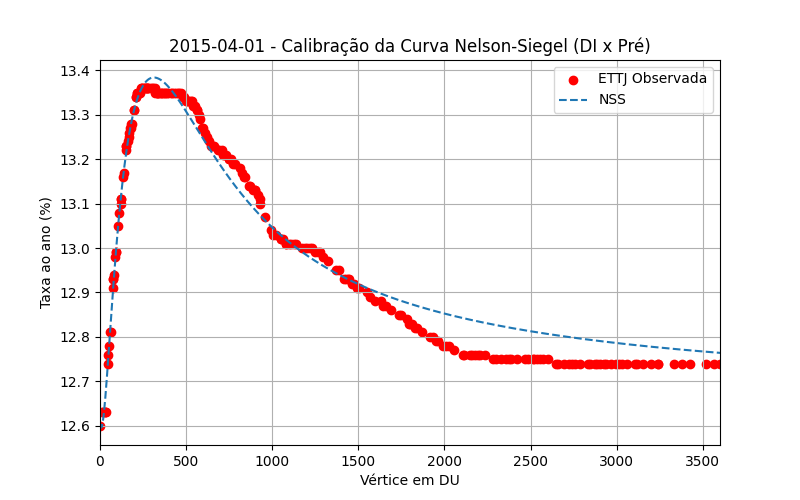 2015-04-01 - Calibração da Curva Nelson-Siegel (DI x Pré)
ETTJ Observada
NSS
Taxa ao ano (%)
13.4
13.3
13.2
13.1
13.0
12.9
12.8
12.7
12.6
0 500 1000 1500 2000 2500 3000 3500
Vértice em DU